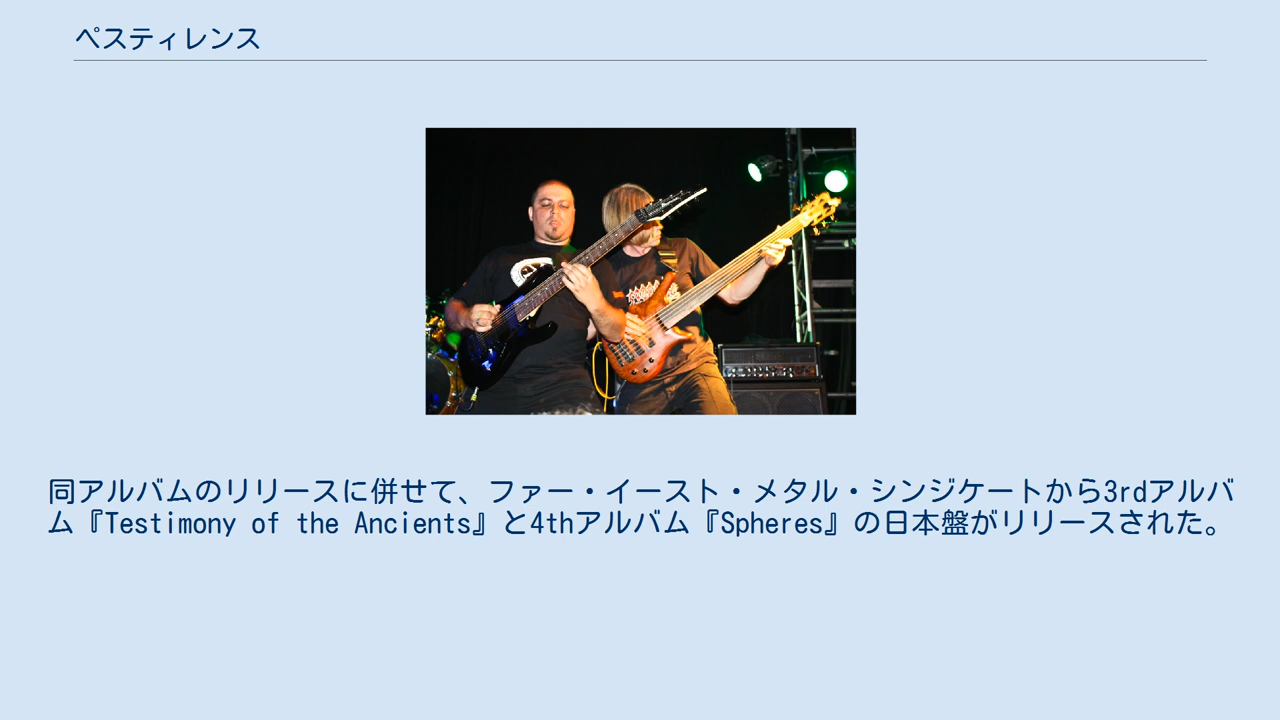 ペスティレンス
同アルバムのリリースに併せて、ファー・イースト・メタル・シンジケートから3rdアルバ
ム『Testimony of the Ancients』と4thアルバム『Spheres』の日本盤がリリースされた。